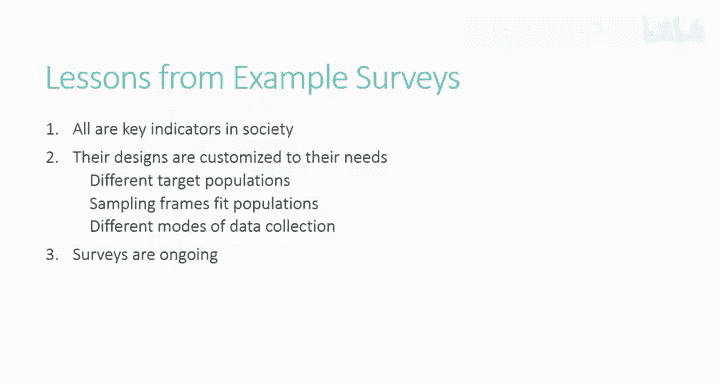 Lessons from Example Surveys
1. All are key indicators in society
2. Their designs are customized to their needs
Different target populations
Sampling frames fit populations
Different modes of data collection
3. Surveys are ongoing